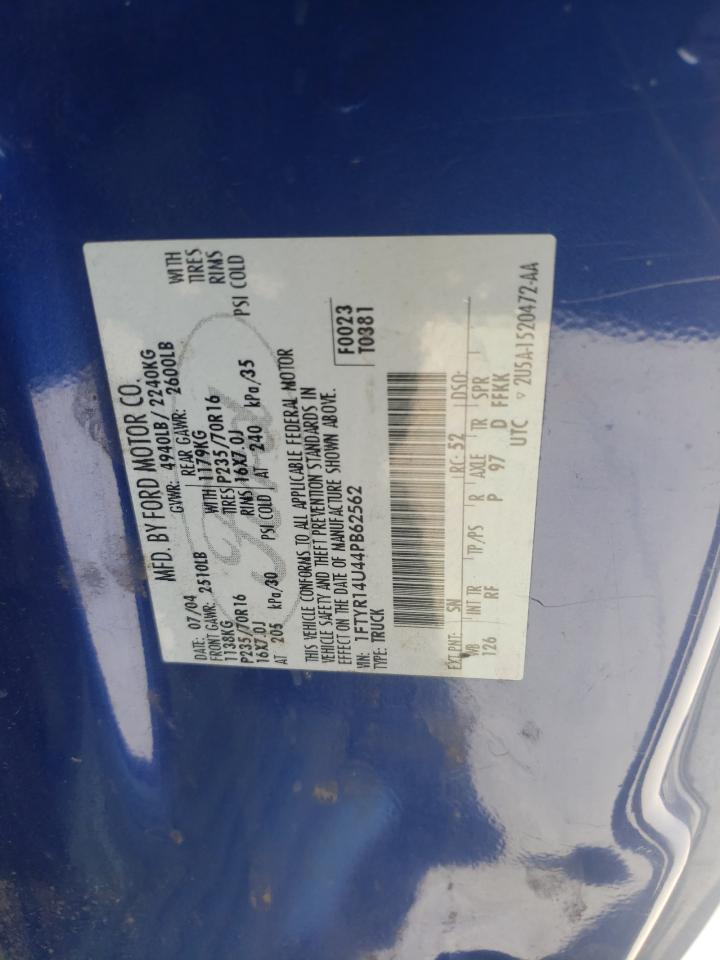 MFD. BY FORD MOTOR CO.
DATE: 07/04 GVWR: 4940LB / 2240KG
FRONT GAWR: 2510LB REAR GAWR: 2600LB
1138KG WITH 1179KG WITH
P235/70R16 TIRES P235/70R16 TIRES
16X7.0J RIMS 16X7.0J RIMS
AT 205 kPa/30 PSI COLD AT 240 kPa/35 PSI COLD
THIS VEHICLE CONFORMS TO ALL APPLICABLE FEDERAL MOTOR
VEHICLE SAFETY AND THEFT PREVENTION STANDARDS IN
EFFECT ON THE DATE OF MANUFACTURE SHOWN ABOVE.
VIN: 1FTYR14U44PB62562 F0023
TYPE: TRUCK T0381
EXT PNT: SN RC: 52 DSO:
WB INT TR TP/PS R AXLE TR SPR
126 RF P 97 D FFKK
UTC ▽ 2U5A-1520472-AA
Ford